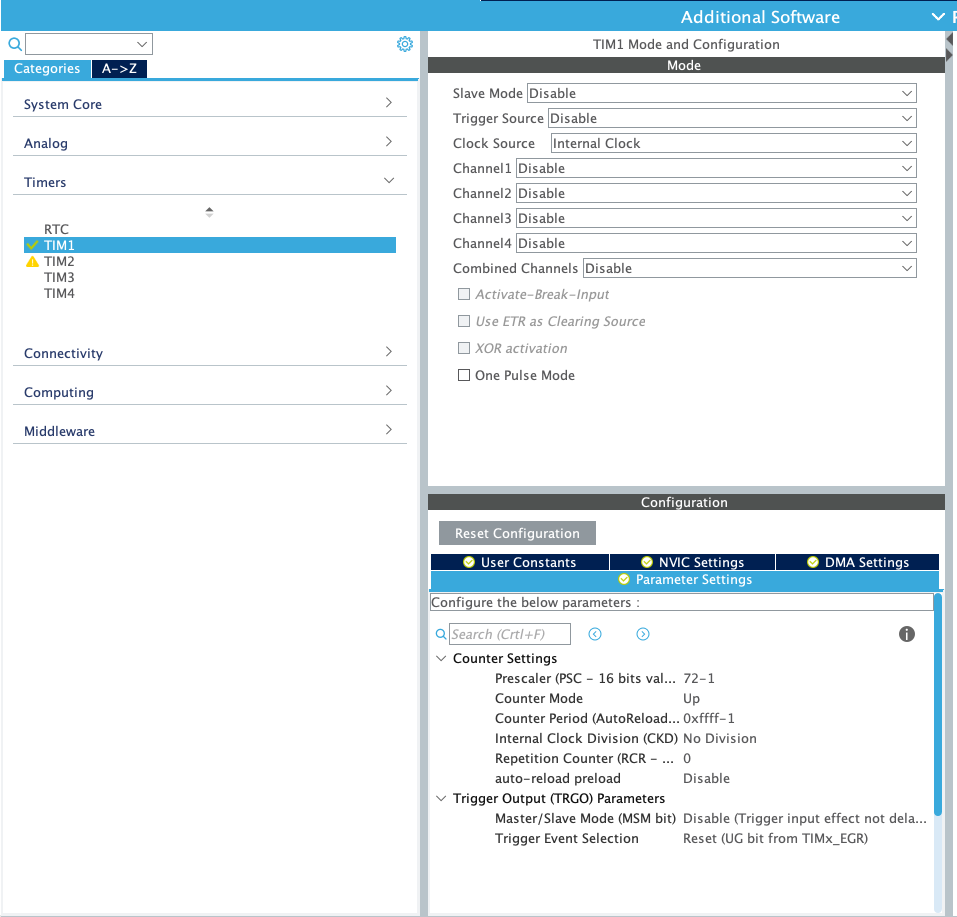 Additional Software
Categories
A->Z
System Core
Analog
Timers
RTC
TIM1
TIM2
TIM3
TIM4
Connectivity
Computing
Middleware
TIM1 Mode and Configuration
Mode
Slave Mode Disable
Trigger Source Disable
Clock Source Internal Clock
Channel1 Disable
Channel2 Disable
Channel3 Disable
Channel4 Disable
Combined Channels Disable
Activate-Break-Input
Use ETR as Clearing Source
XOR activation
One Pulse Mode
Configuration
Reset Configuration
User Constants
NVIC Settings
DMA Settings
Parameter Settings
Configure the below parameters :
Search (Crtl+F)
Counter Settings
Prescaler (PSC - 16 bits val... 72-1
Counter Mode Up
Counter Period (AutoReload... 0xffff-1
Internal Clock Division (CKD) No Division
Repetition Counter (RCR - ... 0
auto-reload preload Disable
Trigger Output (TRGO) Parameters
Master/Slave Mode (MSM bit) Disable (Trigger input effect not dela...
Trigger Event Selection Reset (UG bit from TIMx_EGR)